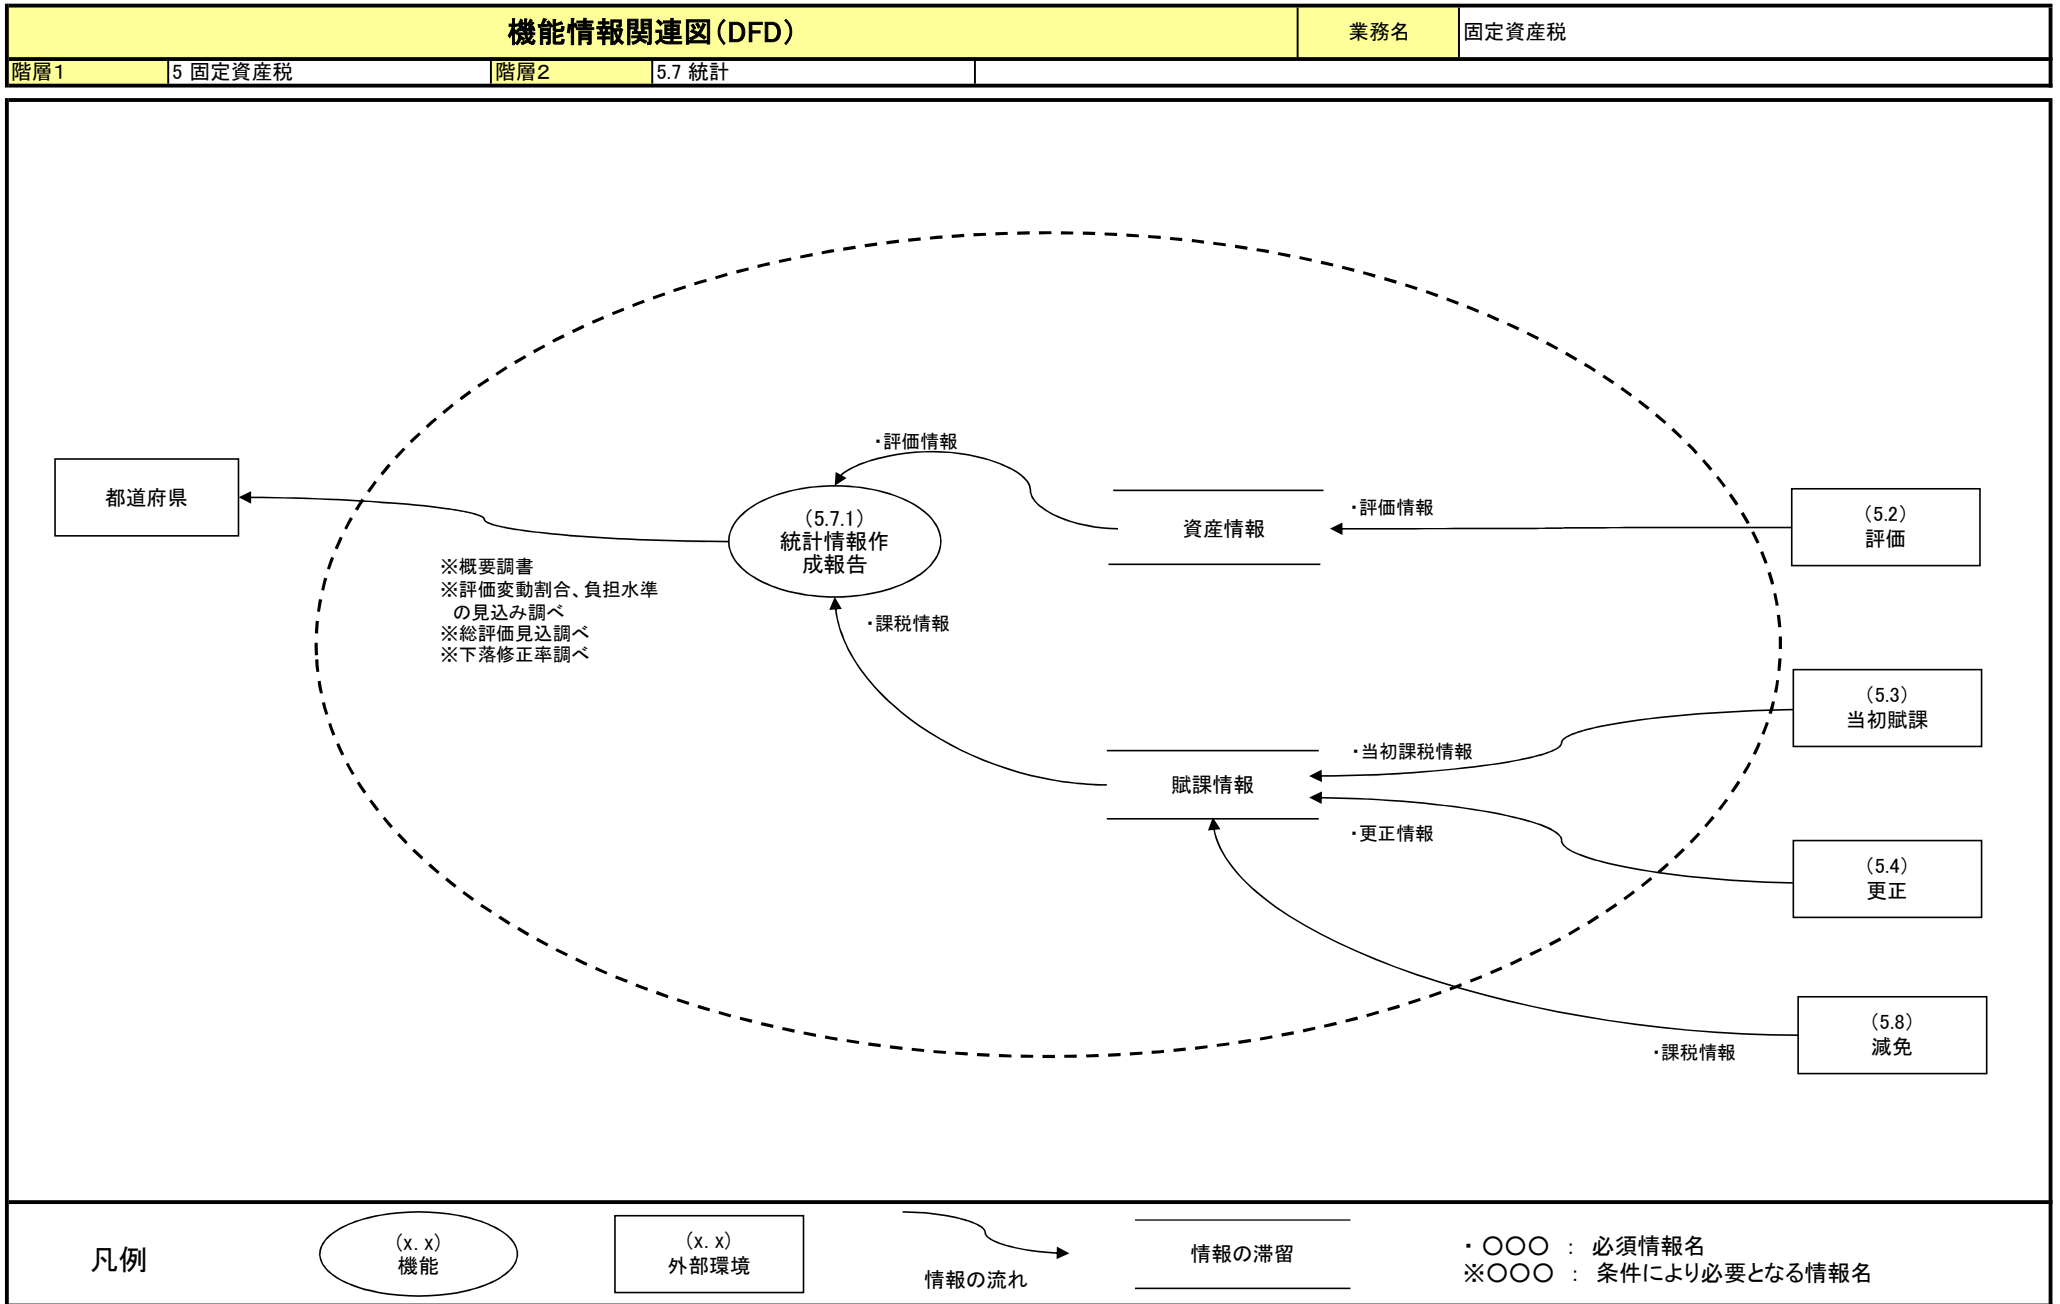 機能情報関連図（DFD）
業務名
固定資産税
階層１
5 固定資産税
階層２
5.7 統計
・評価情報
都道府県
（5.7.1）
統計情報作
成報告
資産情報
・評価情報
（5.2）
評価
※概要調書
※評価変動割合、負担水準
の見込み調べ
※総評価見込調べ
※下落修正率調べ
・課税情報
（5.3）
当初賦課
・当初課税情報
賦課情報
・更正情報
（5.4）
更正
（5.8）
減免
・課税情報
凡例
（x．x）
機能
（x．x）
外部環境
情報の流れ
情報の滞留
・ 〇〇〇 ： 必須情報名
※〇〇〇 ： 条件により必要となる情報名